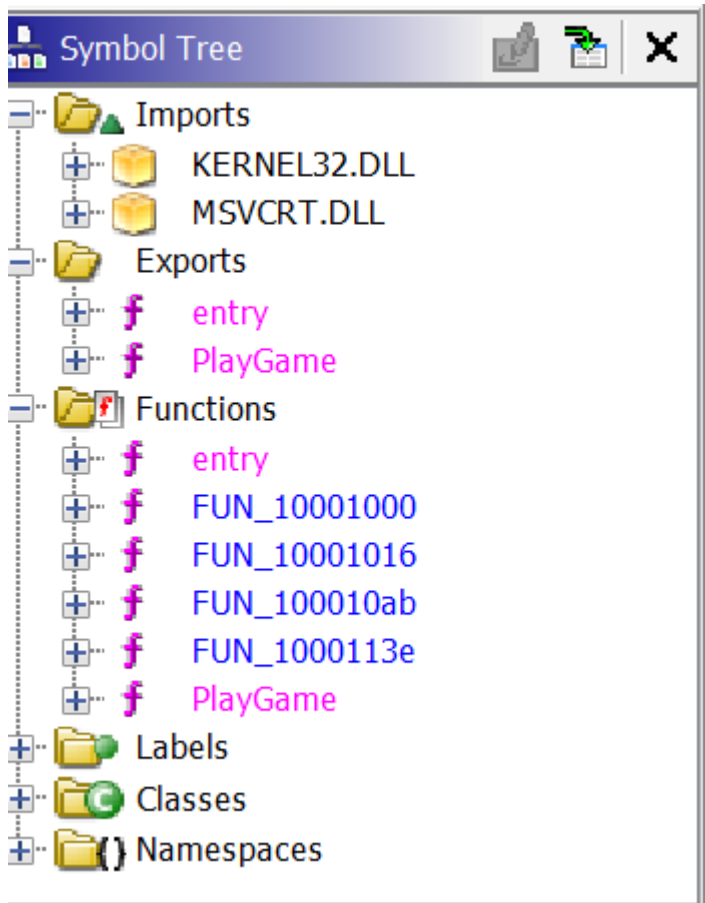 Symbol Tree
Imports
KERNEL32.DLL
MSVCRT.DLL
Exports
entry
PlayGame
Functions
entry
FUN_10001000
FUN_10001016
FUN_100010ab
FUN_1000113e
PlayGame
Labels
Classes
Namespaces